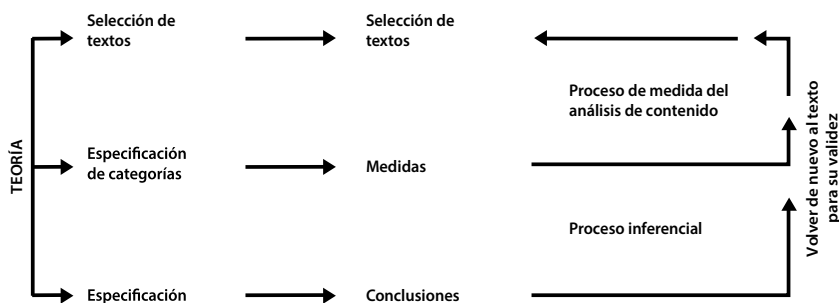 TEORÍA
Selección de
textos
Selección de
textos
Proceso de medida del
análisis de contenido
Especificación
de categorías
Medidas
Proceso inferencial
Especificación
Conclusiones
Volver de nuevo al texto
para su validez